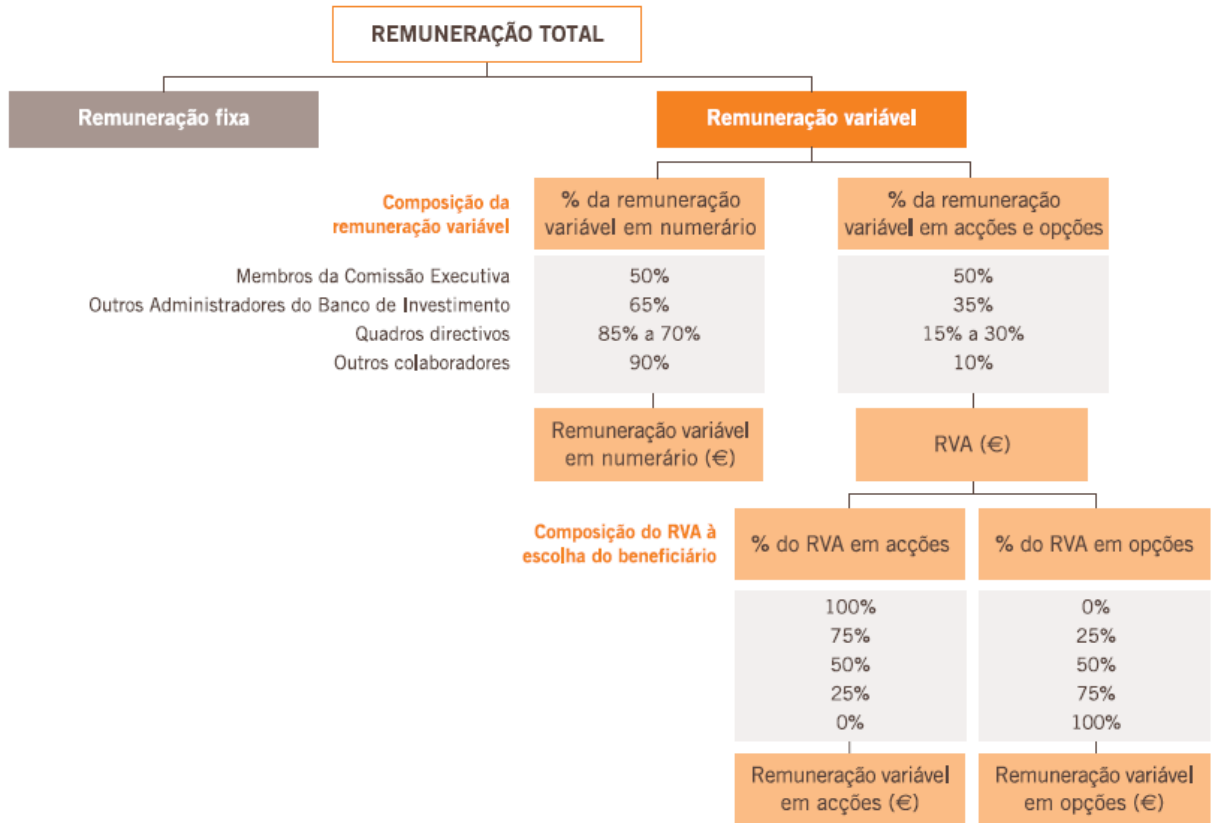 REMUNERAÇÃO TOTAL
Remuneração fixa
Remuneração variável
Composição da
remuneração variável
% da remuneração
variável em numerário
% da remuneração
variável em acções e opções
Membros da Comissão Executiva 50% 50%
Outros Administradores do Banco de Investimento 65% 35%
Quadros directivos 85% a 70% 15% a 30%
Outros colaboradores 90% 10%
Remuneração variável
em numerário (€)
RVA (€)
Composição do RVA à
escolha do beneficiário
% do RVA em acções
% do RVA em opções
100% 0%
75% 25%
50% 50%
25% 75%
0% 100%
Remuneração variável
em acções (€)
Remuneração variável
em opções (€)